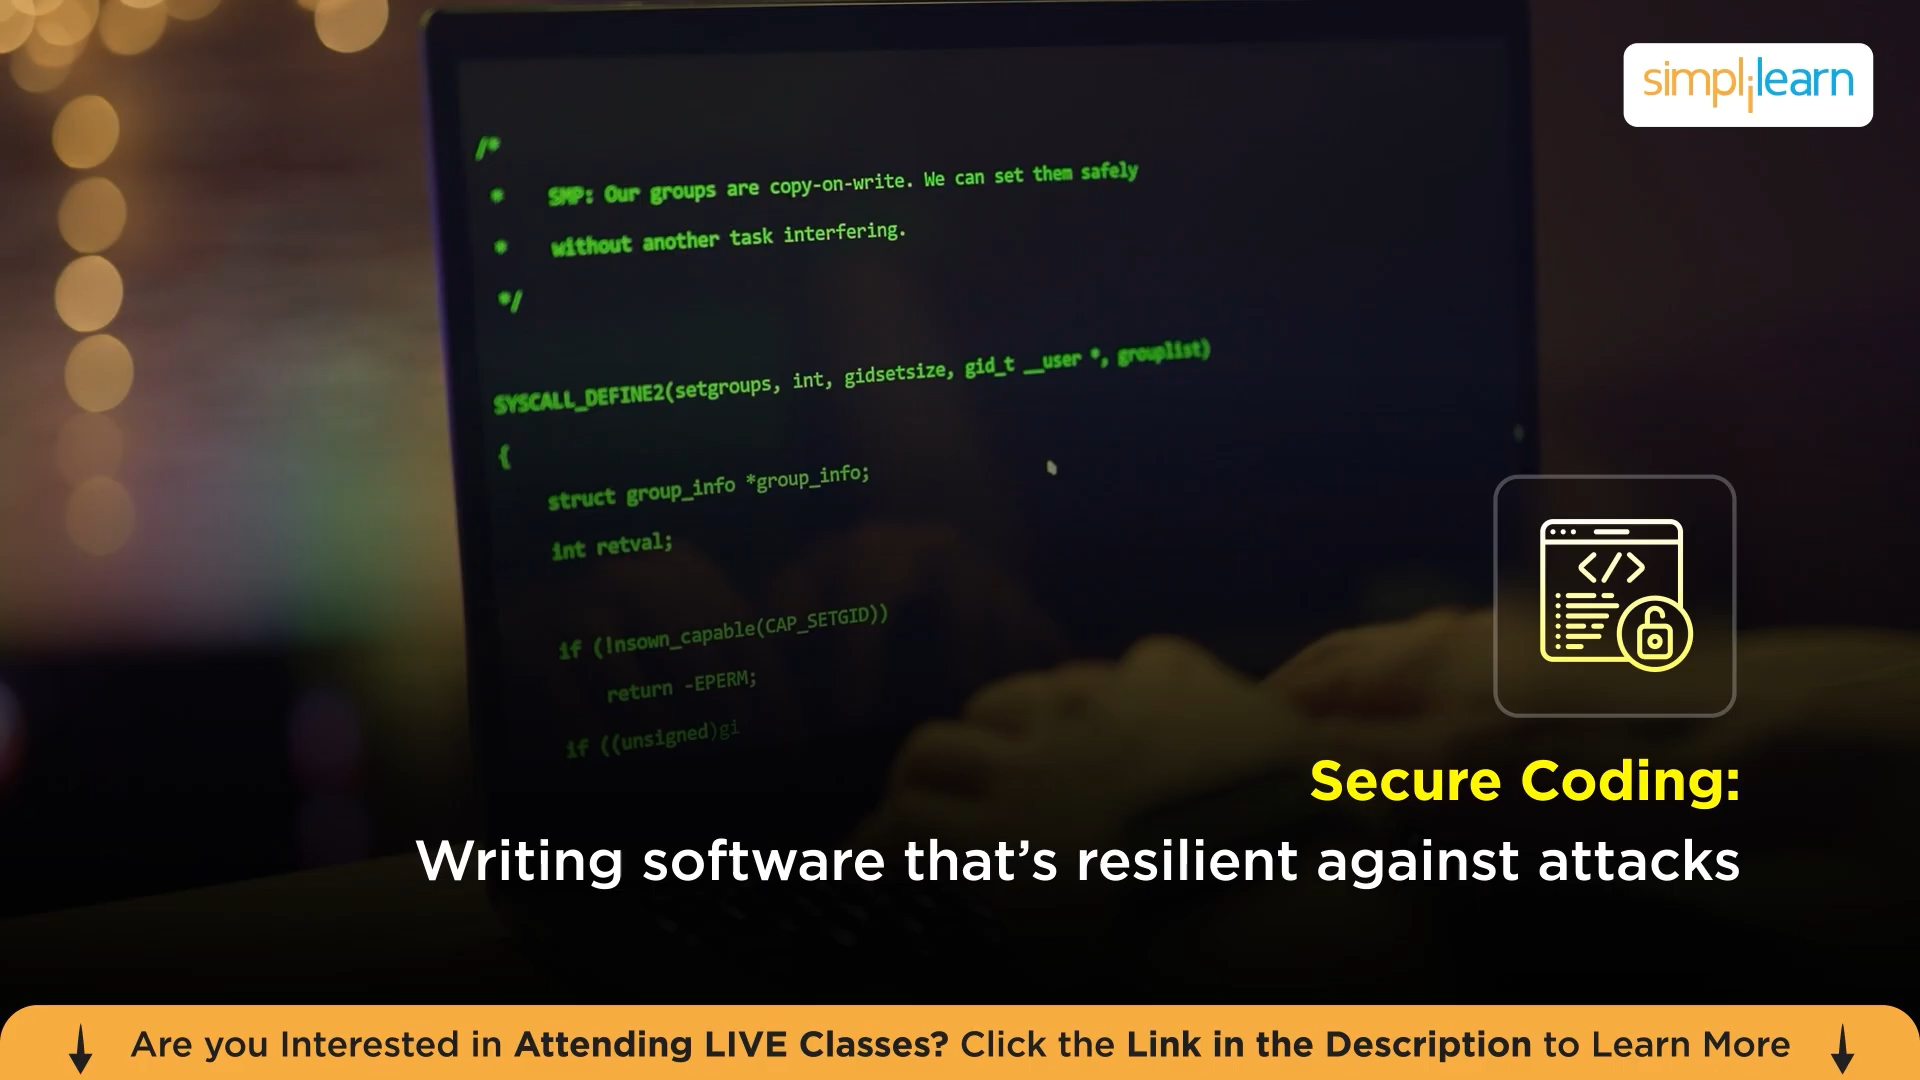 simplilearn
/*
* SMP: Our groups are copy-on-write. We can set them safely
* without another task interfering.
*/
SYSCALL_DEFINE2(setgroups, int, gidsetsize, gid_t __user *, grouplist)
{
struct group_info *group_info;
int retval;
if (!nsown_capable(CAP_SETGID))
return -EPERM;
if ((unsigned)gi
</>
Secure Coding:
Writing software that’s resilient against attacks
Are you Interested in Attending LIVE Classes? Click the Link in the Description to Learn More